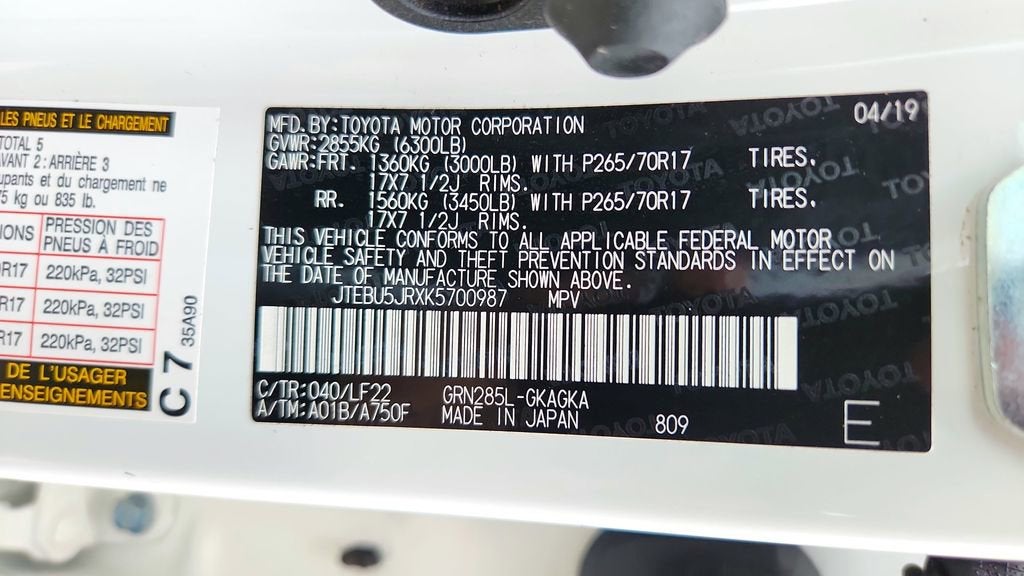 LES PNEUS ET LE CHARGEMENT
TOTAL 5
AVANT 2: ARRIÈRE 3
upants et du chargement ne
75 kg ou 835 lb.
IONS PRESSION DES
PNEUS À FROID
R17 220kPa, 32PSI
R17 220kPa, 32PSI
R17 220kPa, 32PSI
DE L'USAGER
ENSEIGNEMENTS
C 7 35A90
04/19
MFD. BY: TOYOTA MOTOR CORPORATION
GVWR: 2855KG (6300LB)
GAWR: FRT. 1360KG (3000LB) WITH P265/70R17 TIRES.
17X7 1/2J RIMS.
RR. 1560KG (3450LB) WITH P265/70R17 TIRES.
17X7 1/2J RIMS.
THIS VEHICLE CONFORMS TO ALL APPLICABLE FEDERAL MOTOR
VEHICLE SAFETY AND THEFT PREVENTION STANDARDS IN EFFECT ON
THE DATE OF MANUFACTURE SHOWN ABOVE.
JTEBU5JRXK5700987 MPV
C/TR: 040/LF22 GRN285L-GKAGKA
A/TM: A01B/A750F MADE IN JAPAN 809
E